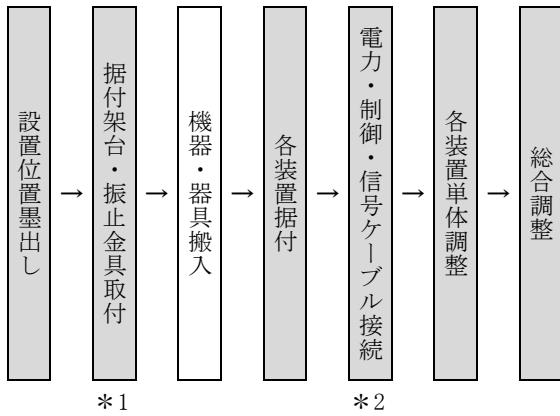 設置位置墨出し
→
据付架台・振止金具取付
→
機器・器具搬入
→
各装置据付
→
電力・制御・信号ケーブル接続
→
各装置単体調整
→
総合調整
*1
*2